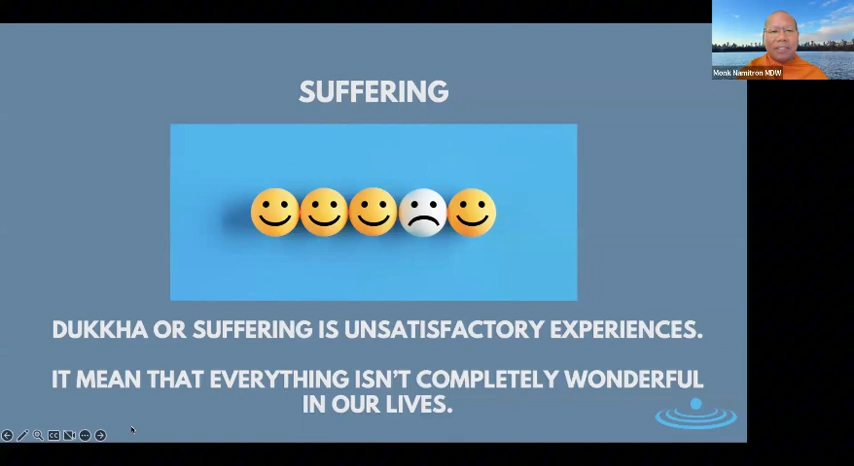 Monk Namitron MDW
SUFFERING
DUKKHA OR SUFFERING IS UNSATISFACTORY EXPERIENCES.
IT MEAN THAT EVERYTHING ISN'T COMPLETELY WONDERFUL
IN OUR LIVES.